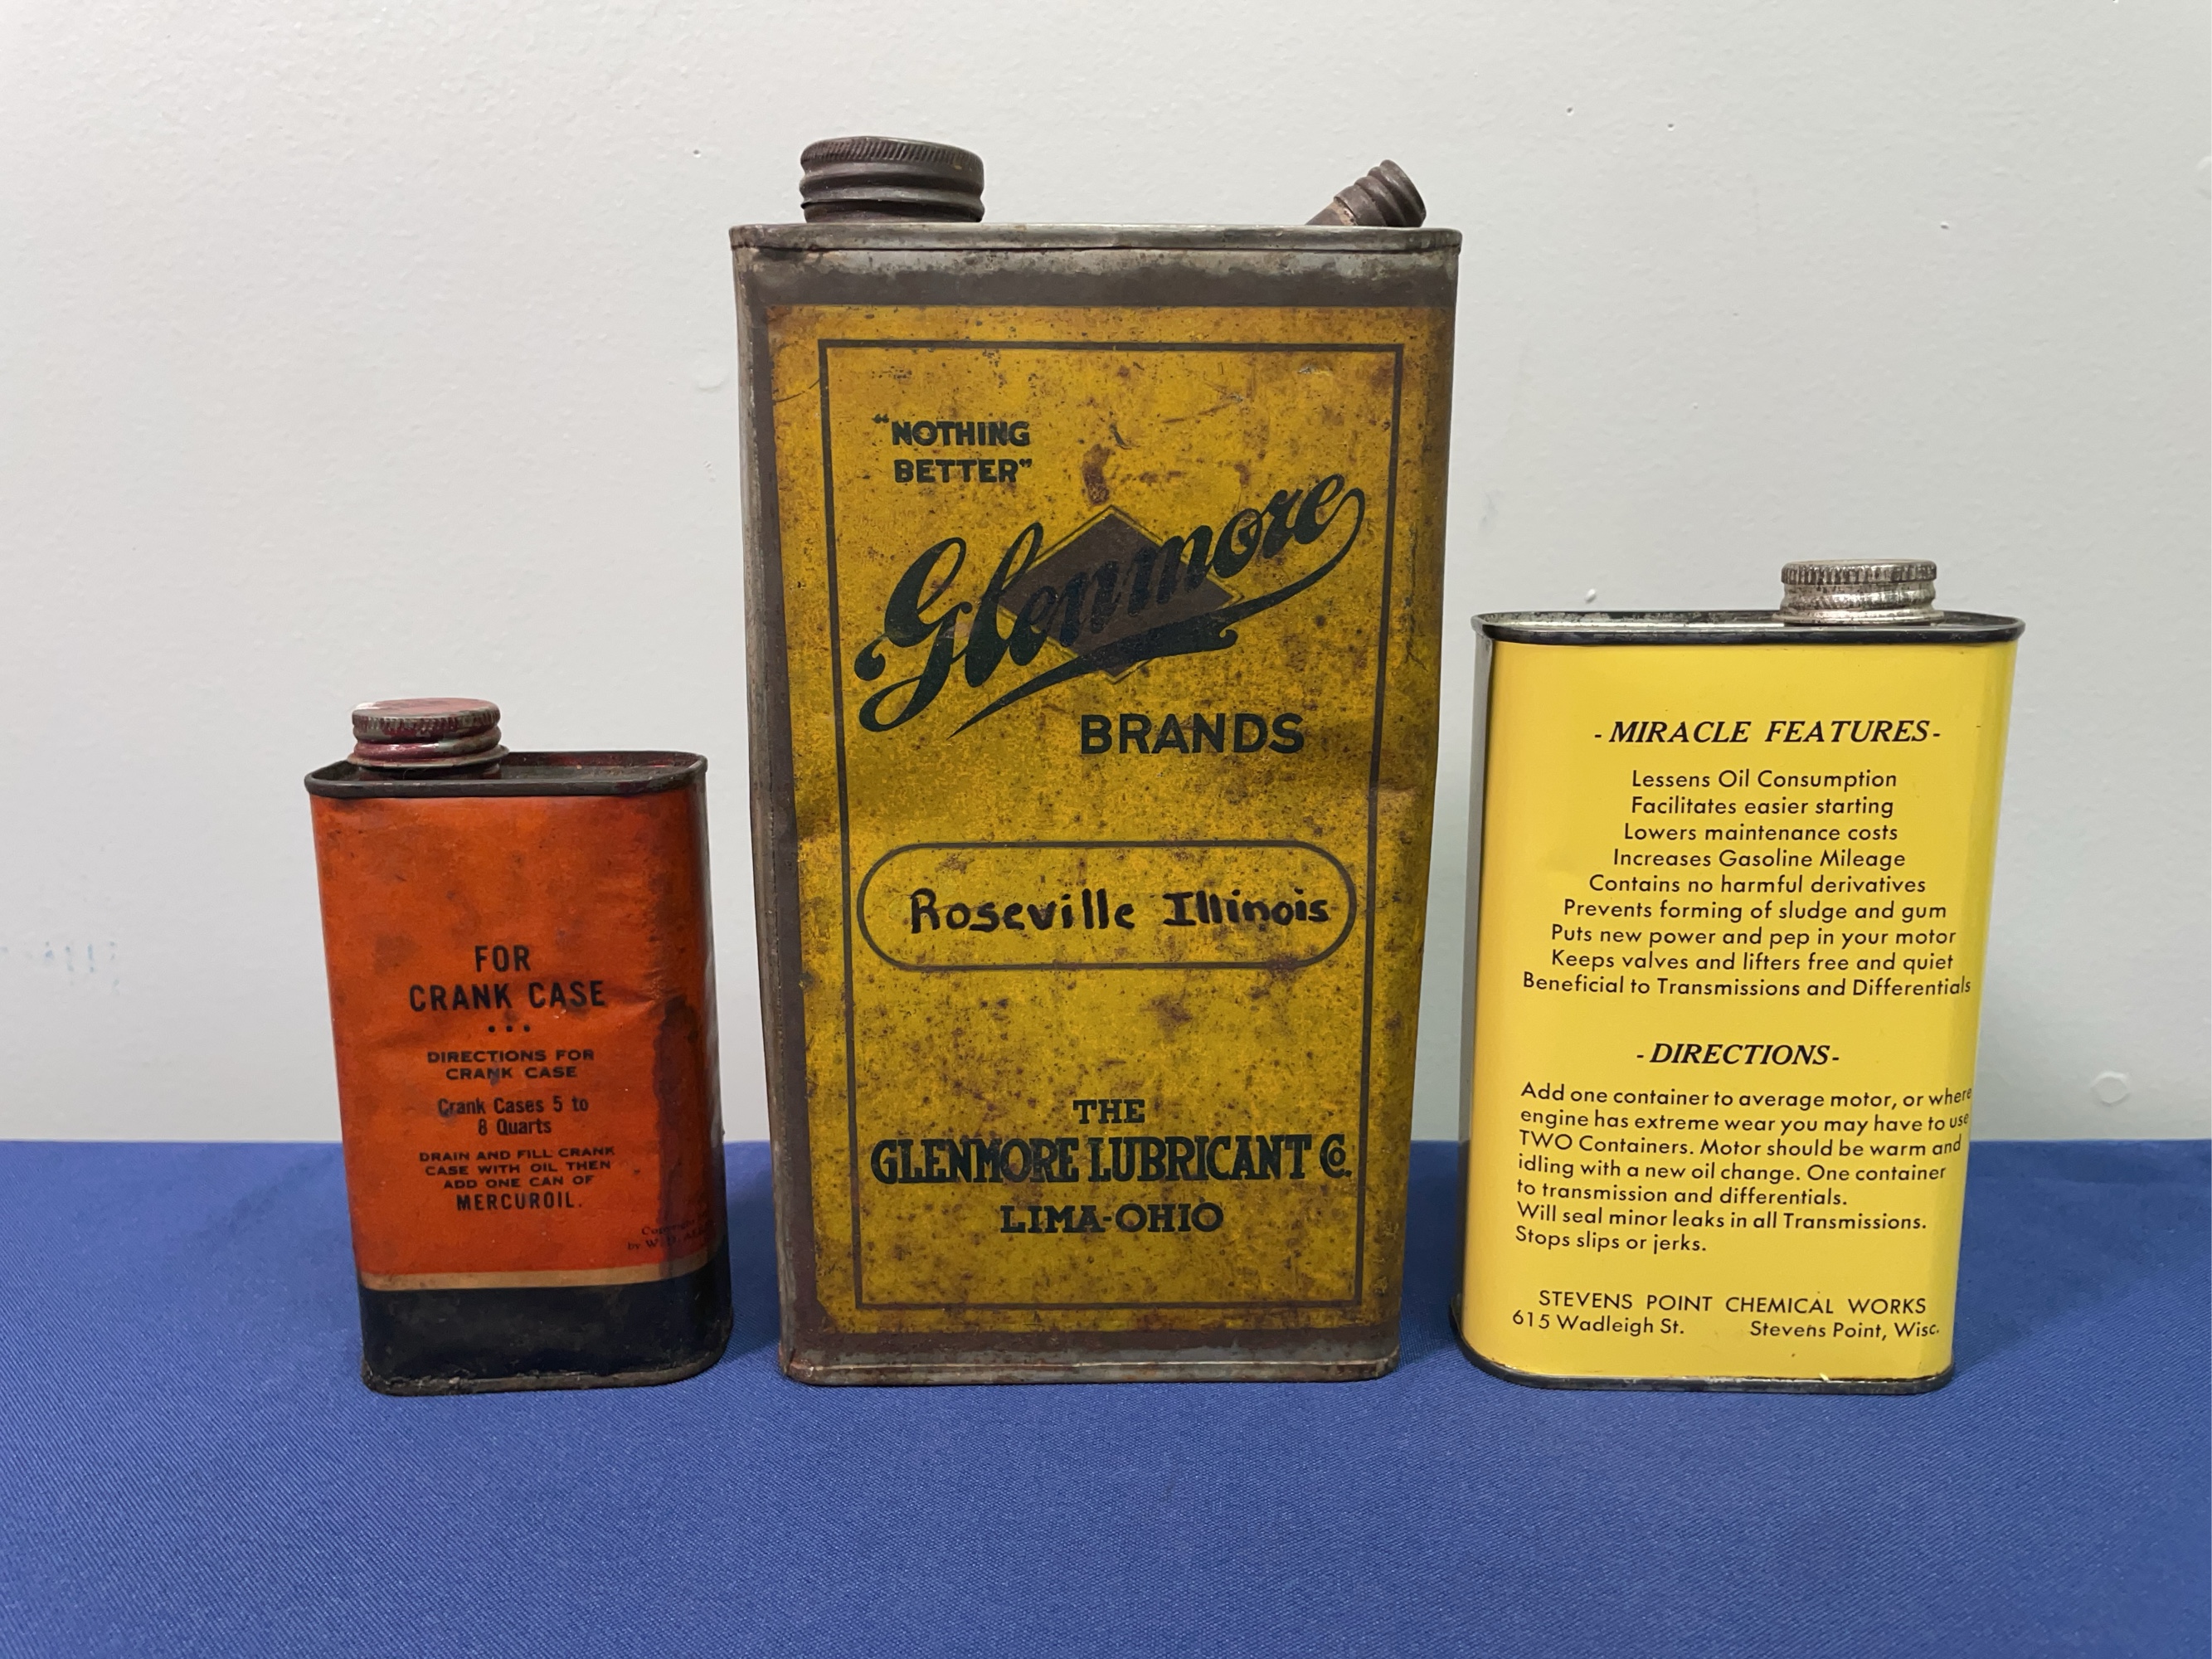 FOR
CRANK CASE
• • •
DIRECTIONS FOR
CRANK CASE
Crank Cases 5 to
8 Quarts
DRAIN AND FILL CRANK
CASE WITH OIL THEN
ADD ONE CAN OF
MERCUROIL.
by W.
"NOTHING
BETTER"
Glenmore
BRANDS
Roseville Illinois
THE
GLENMORE LUBRICANT Co.
LIMA-OHIO
- MIRACLE FEATURES -
Lessens Oil Consumption
Facilitates easier starting
Lowers maintenance costs
Increases Gasoline Mileage
Contains no harmful derivatives
Prevents forming of sludge and gum
Puts new power and pep in your motor
Keeps valves and lifters free and quiet
Beneficial to Transmissions and Differentials
- DIRECTIONS -
Add one container to average motor, or where
engine has extreme wear you may have to use
TWO Containers. Motor should be warm and
idling with a new oil change. One container
to transmission and differentials.
Will seal minor leaks in all Transmissions.
Stops slips or jerks.
STEVENS POINT CHEMICAL WORKS
615 Wadleigh St. Stevens Point, Wisc.